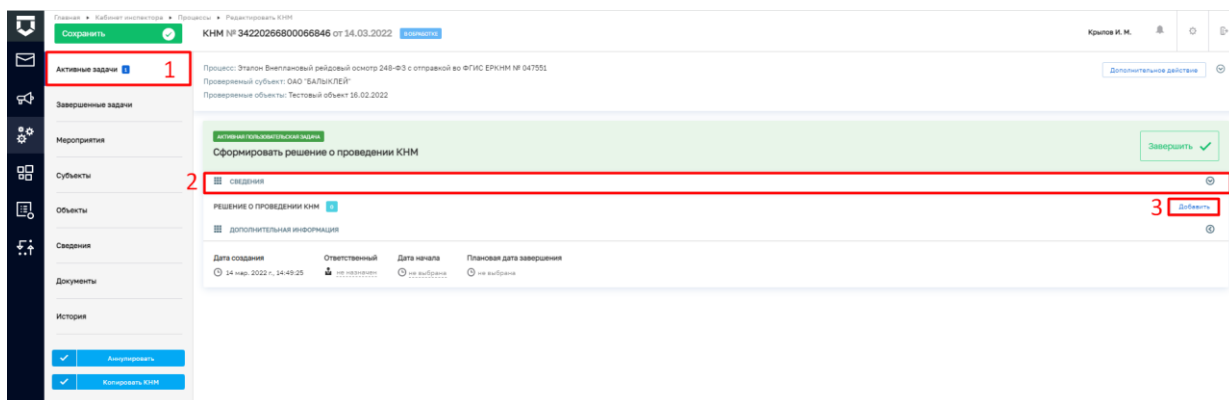 Главная • Кабинет инспектора • Процессы • Редактировать КНМ
Сохранить
КНМ № 34220266800066846 от 14.03.2022 В ОБРАБОТКЕ
Крылов И. М.
Активные задачи 1
1
Завершенные задачи
Мероприятия
Субъекты
Объекты
Сведения
Документы
История
Аннулировать
Копировать КНМ
Процесс: Эталон Внеплановый рейдовый осмотр 248-ФЗ с отправкой во ФГИС ЕРКНМ № 047551
Проверяемый субъект: ОАО "БАЛЫКЛЕЙ"
Проверяемые объекты: Тестовый объект 16.02.2022
Дополнительное действие
АКТИВНАЯ ПОЛЬЗОВАТЕЛЬСКАЯ ЗАДАЧА
Сформировать решение о проведении КНМ
Завершить
2
СВЕДЕНИЯ
РЕШЕНИЕ О ПРОВЕДЕНИИ КНМ 0
3
Добавить
ДОПОЛНИТЕЛЬНАЯ ИНФОРМАЦИЯ
Дата создания Ответственный Дата начала Плановая дата завершения
14 мар. 2022 г., 14:49:25 не назначен не выбрана не выбрана